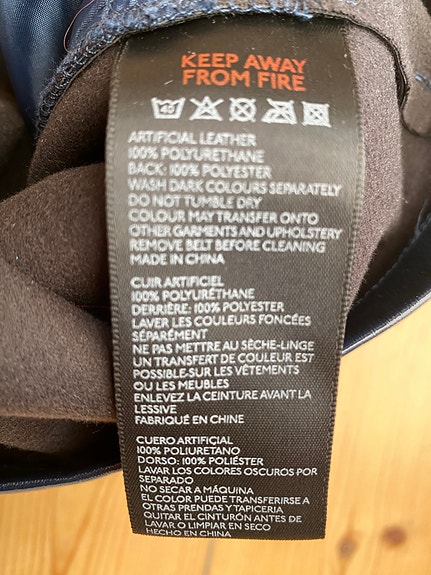 KEEP AWAY
FROM FIRE
ARTIFICIAL LEATHER
100% POLYURETHANE
BACK: 100% POLYESTER
WASH DARK COLOURS SEPARATELY
DO NOT TUMBLE DRY
COLOUR MAY TRANSFER ONTO
OTHER GARMENTS AND UPHOLSTERY
REMOVE BELT BEFORE CLEANING
MADE IN CHINA
CUIR ARTIFICIEL
100% POLYURÉTHANE
DERRIÈRE: 100% POLYESTER
LAVER LES COULEURS FONCÉES
SÉPARÉMENT
NE PAS METTRE AU SÈCHE-LINGE
UN TRANSFERT DE COULEUR EST
POSSIBLE-SUR LES VÊTEMENTS
OU LES MEUBLES
ENLEVEZ LA CEINTURE AVANT LA
LESSIVE
FABRIQUÉ EN CHINE
CUERO ARTIFICIAL
100% POLIURETANO
DORSO: 100% POLIÉSTER
LAVAR LOS COLORES OSCUROS POR
SEPARADO
NO SECAR A MÁQUINA
EL COLOR PUEDE TRANSFERIRSE A
OTRAS PRENDAS Y TAPICERIA
QUITAR EL CINTURÓN ANTES DE
LAVAR O LIMPIAR EN SECO
HECHO EN CHINA